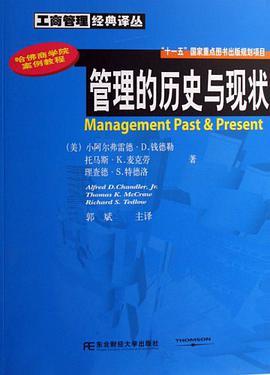 工商管理 经典译丛
"十一五"国家重点图书出版规划项目
哈佛商学院
案例教程
管理的历史与现状
Management Past & Present
(美) 小阿尔弗雷德·D.钱德勒
托马斯·K.麦克劳 著
理查德·S.特德洛
Alfred D.Chandler, Jr.
Thomas K. McCraw
Richard S. Tedlow
郭 斌 主译
东北财经大学出版社
THOMSON